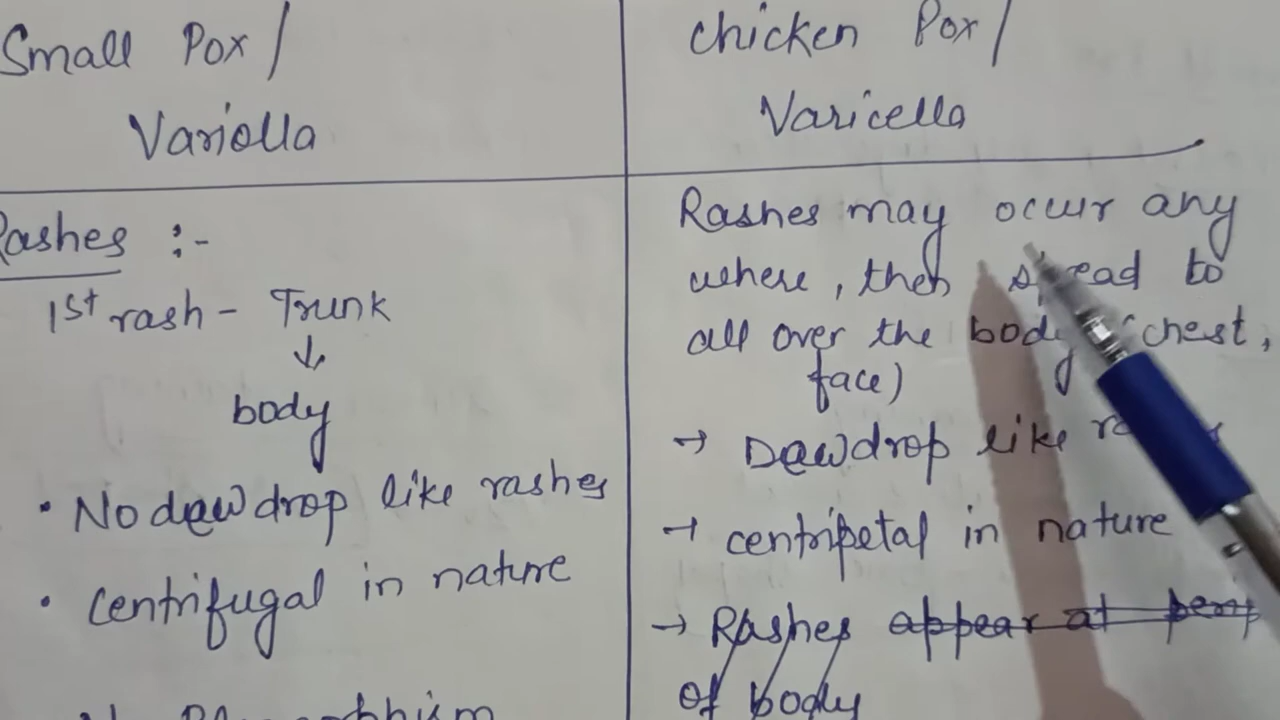 Small Pox /
Variolla
Rashes :-
1st rash - Trunk
↓
body
• No dewdrop like rashes
• Centrifugal in nature
chicken Pox /
Varicella
Rashes may occur any
where, then spread to
all over the body (chest,
face)
→ Dewdrop like
→ centripetal in nature
→ Rashes appear at
of body